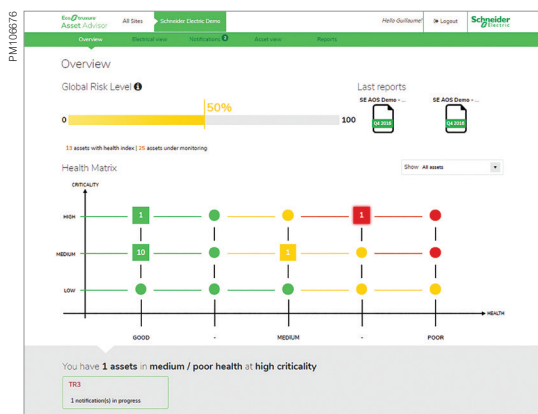 PM106676
EcoStruxure
Asset Advisor
All Sites
Schneider Electric Demo
Hello Guillaume!
Logout
Schneider
Electric
Overview
Electrical view
Notifications 2
Asset view
Reports
Overview
Global Risk Level
Last reports
50%
0
100
SE AOS Demo - ...
SE AOS Demo - ...
Q4 2016
Q4 2016
13 assets with health index | 25 assets under monitoring
Health Matrix
Show All assets
CRITICALITY
HIGH
1
1
MEDIUM
10
1
LOW
HEALTH
GOOD
-
MEDIUM
-
POOR
You have 1 assets in medium / poor health at high criticality
TR3
1 notification(s) in progress